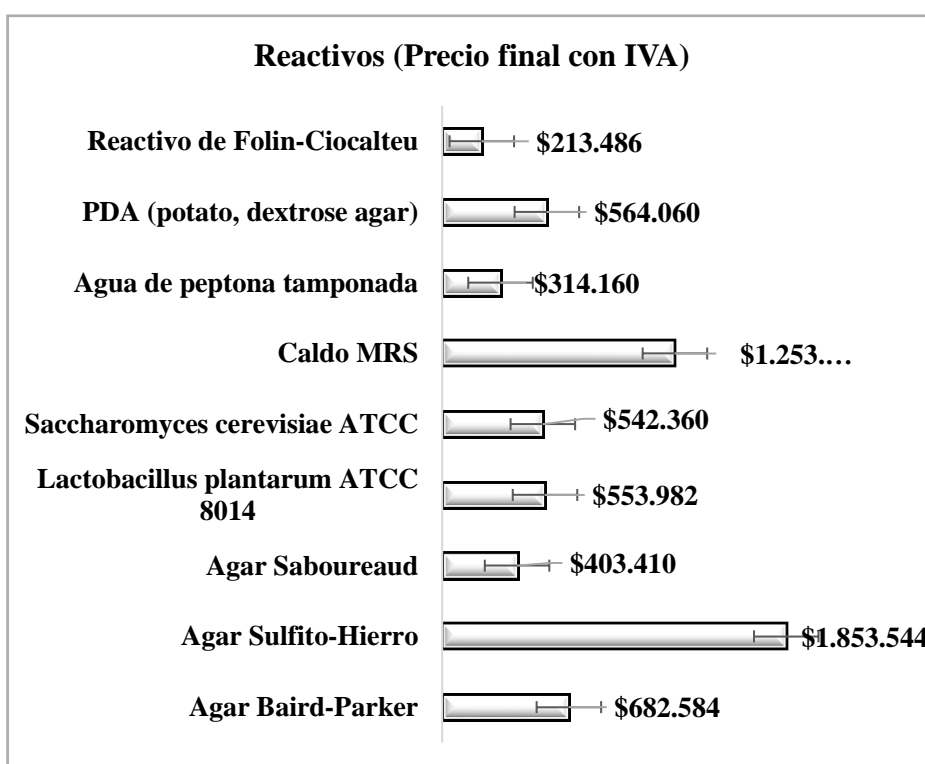 Reactivos (Precio final con IVA)
Reactivo de Folin-Ciocalteu $213.486
PDA (potato, dextrose agar) $564.060
Agua de peptona tamponada $314.160
Caldo MRS $1.253.…
Saccharomyces cerevisiae ATCC $542.360
Lactobacillus plantarum ATCC
8014 $553.982
Agar Saboureaud $403.410
Agar Sulfito-Hierro $1.853.544
Agar Baird-Parker $682.584